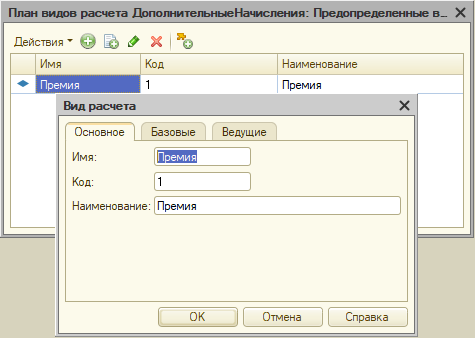 План видов расчета ДополнительныеНачисления: Предопределенные в...
Действия
Имя Код Наименование
Премия 1 Премия
Вид расчета
Основное Базовые Ведущие
Имя: Премия
Код: 1
Наименование: Премия
OK Отмена Справка